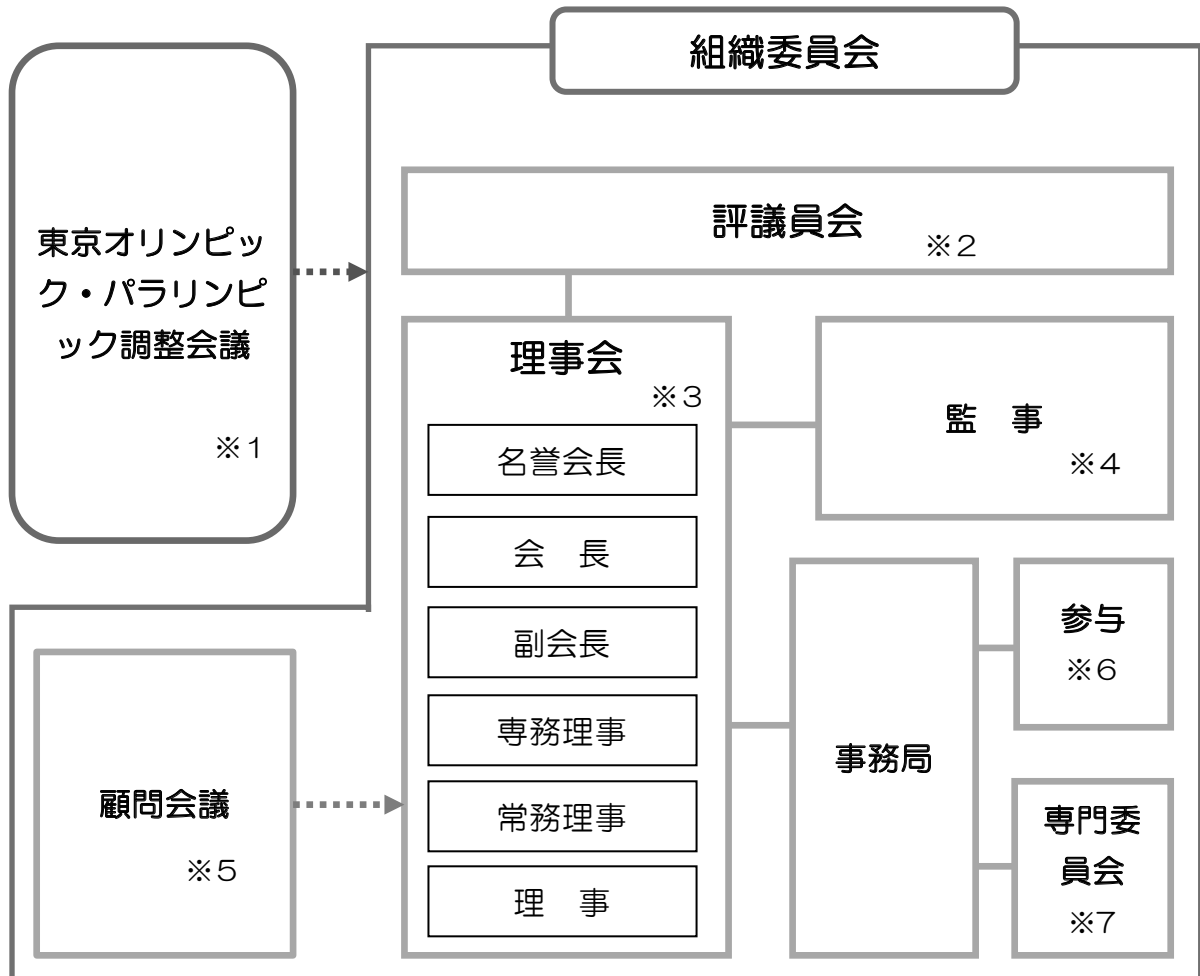 組織委員会
東京オリンピッ
ク・パラリンピ
ック調整会議
※1
評議員会
※2
理事会
※3
名誉会長
会　長
副会長
専務理事
常務理事
理　事
監　事
※4
顧問会議
※5
事務局
参与
※6
専門委
員会
※7